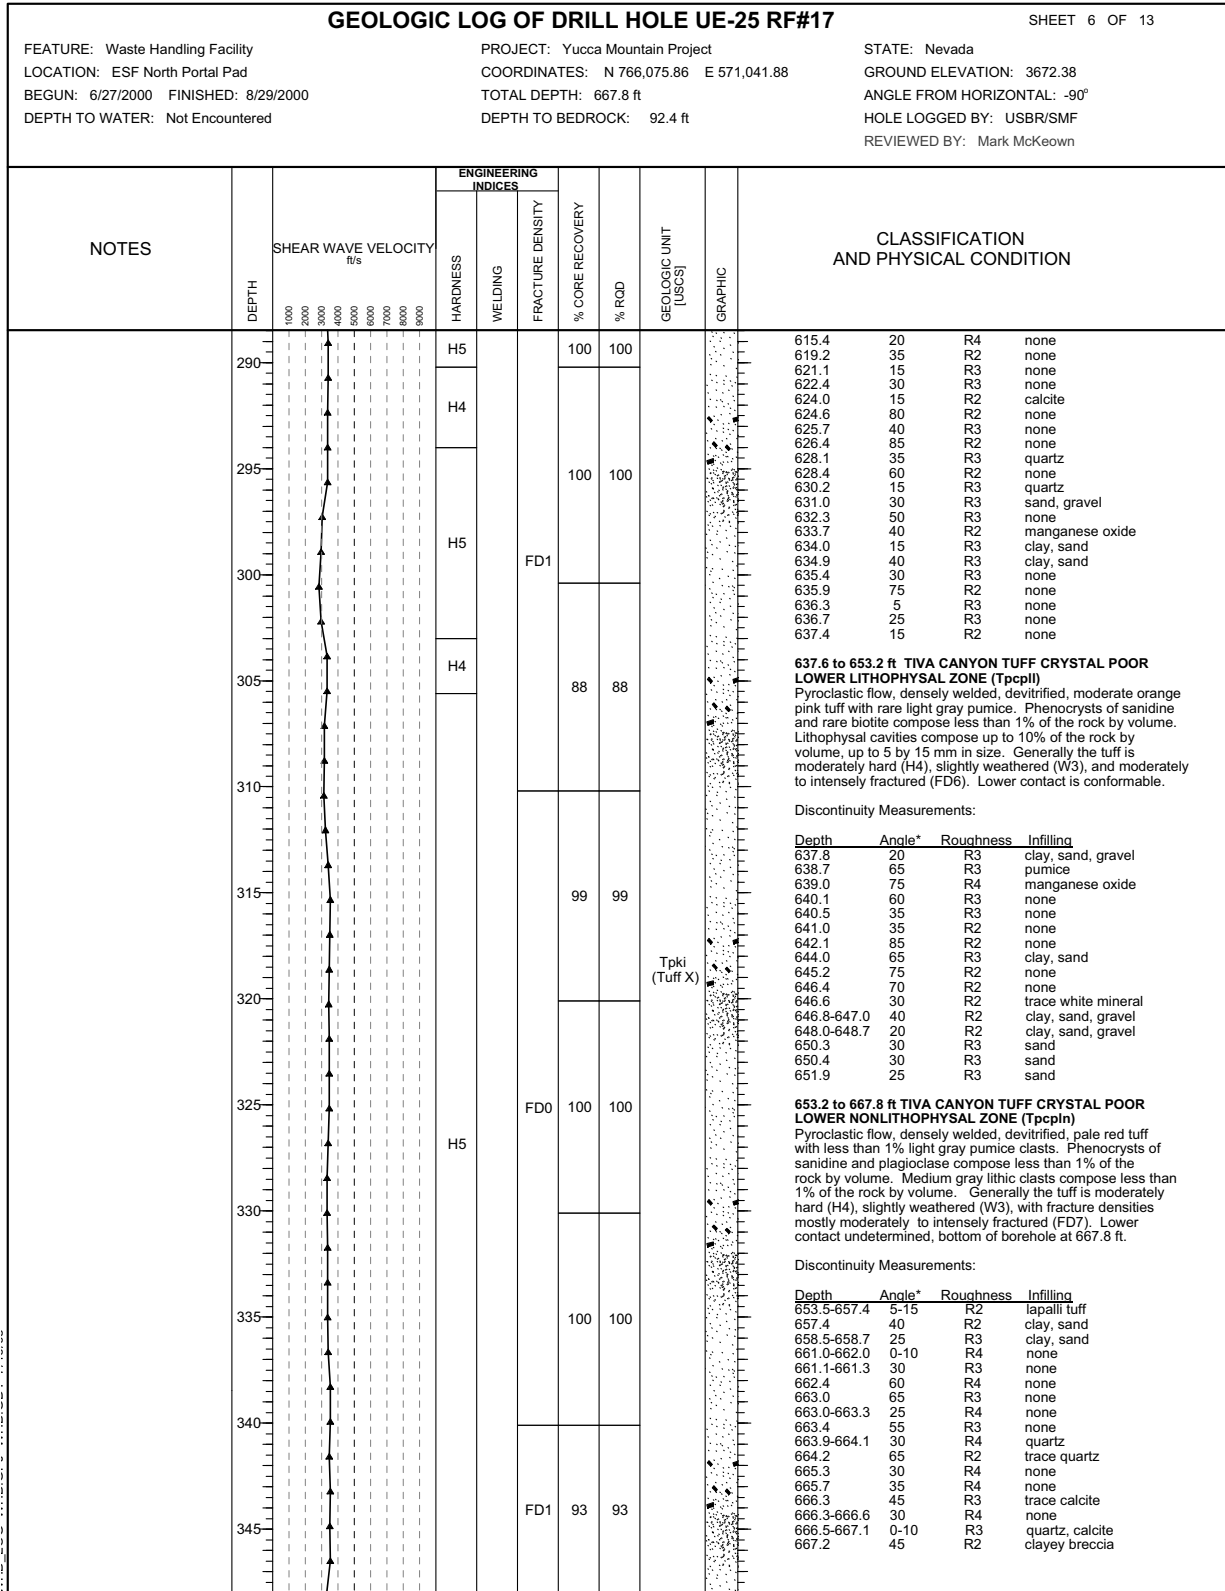 GEOLOGIC LOG OF DRILL HOLE UE-25 RF#17
SHEET 6 OF 13
FEATURE: Waste Handling Facility
PROJECT: Yucca Mountain Project
STATE: Nevada
LOCATION: ESF North Portal Pad
COORDINATES: N 766,075.86 E 571,041.88
GROUND ELEVATION: 3672.38
BEGUN: 6/27/2000 FINISHED: 8/29/2000
TOTAL DEPTH: 667.8 ft
ANGLE FROM HORIZONTAL: -90°
DEPTH TO WATER: Not Encountered
DEPTH TO BEDROCK: 92.4 ft
HOLE LOGGED BY: USBR/SMF
REVIEWED BY: Mark McKeown
NOTES
DEPTH
SHEAR WAVE VELOCITY
ft/s
1000 2000 3000 4000 5000 6000 7000 8000 9000
ENGINEERING
INDICES
HARDNESS
WELDING
FRACTURE DENSITY
% CORE RECOVERY
% RQD
GEOLOGIC UNIT
[USCS]
GRAPHIC
CLASSIFICATION
AND PHYSICAL CONDITION
290
295
300
305
310
315
320
325
330
335
340
345
H5
H4
H5
H4
H5
FD1
FD0
FD1
100 100
100 100
88 88
99 99
100 100
100 100
93 93
Tpki
(Tuff X)
615.4 20 R4 none
619.2 35 R2 none
621.1 15 R3 none
622.4 30 R3 none
624.0 15 R2 calcite
624.6 80 R2 none
625.7 40 R3 none
626.4 85 R2 none
628.1 35 R3 quartz
628.4 60 R2 none
630.2 15 R3 quartz
631.0 30 R3 sand, gravel
632.3 50 R3 none
633.7 40 R2 manganese oxide
634.0 15 R3 clay, sand
634.9 40 R3 clay, sand
635.4 30 R3 none
635.9 75 R2 none
636.3 5 R3 none
636.7 25 R3 none
637.4 15 R2 none
637.6 to 653.2 ft TIVA CANYON TUFF CRYSTAL POOR
LOWER LITHOPHYSAL ZONE (Tpcpll)
Pyroclastic flow, densely welded, devitrified, moderate orange
pink tuff with rare light gray pumice. Phenocrysts of sanidine
and rare biotite compose less than 1% of the rock by volume.
Lithophysal cavities compose up to 10% of the rock by
volume, up to 5 by 15 mm in size. Generally the tuff is
moderately hard (H4), slightly weathered (W3), and moderately
to intensely fractured (FD6). Lower contact is conformable.
Discontinuity Measurements:
Depth Angle* Roughness Infilling
637.8 20 R3 clay, sand, gravel
638.7 65 R3 pumice
639.0 75 R4 manganese oxide
640.1 60 R3 none
640.5 35 R3 none
641.0 35 R2 none
642.1 85 R2 none
644.0 65 R3 clay, sand
645.2 75 R2 none
646.4 70 R2 none
646.6 30 R2 trace white mineral
646.8-647.0 40 R2 clay, sand, gravel
648.0-648.7 20 R2 clay, sand, gravel
650.3 30 R3 sand
650.4 30 R3 sand
651.9 25 R3 sand
653.2 to 667.8 ft TIVA CANYON TUFF CRYSTAL POOR
LOWER NONLITHOPHYSAL ZONE (Tpcpln)
Pyroclastic flow, densely welded, devitrified, pale red tuff
with less than 1% light gray pumice clasts. Phenocrysts of
sanidine and plagioclase compose less than 1% of the
rock by volume. Medium gray lithic clasts compose less than
1% of the rock by volume. Generally the tuff is moderately
hard (H4), slightly weathered (W3), with fracture densities
mostly moderately to intensely fractured (FD7). Lower
contact undetermined, bottom of borehole at 667.8 ft.
Discontinuity Measurements:
Depth Angle* Roughness Infilling
653.5-657.4 5-15 R2 lapalli tuff
657.4 40 R2 clay, sand
658.5-658.7 25 R3 clay, sand
661.0-662.0 0-10 R4 none
661.1-661.3 30 R3 none
662.4 60 R4 none
663.0 65 R3 none
663.0-663.3 25 R4 none
663.4 55 R3 none
663.9-664.1 30 R4 quartz
664.2 65 R2 trace quartz
665.3 30 R4 none
665.7 35 R4 none
666.3 45 R3 trace calcite
666.3-666.6 30 R4 none
666.5-667.1 0-10 R3 quartz, calcite
667.2 45 R2 clayey breccia